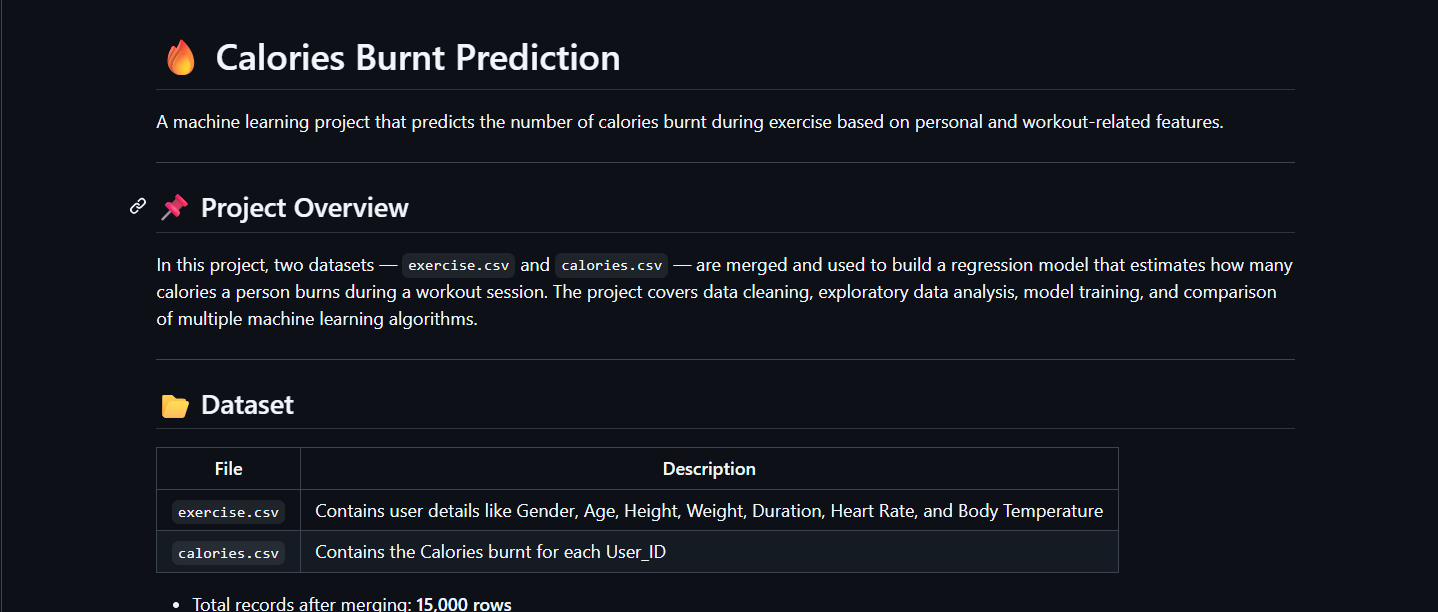 Calories Burnt Prediction
A machine learning project that predicts the number of calories burnt during exercise based on personal and workout-related features.
Project Overview
In this project, two datasets — exercise.csv and calories.csv — are merged and used to build a regression model that estimates how many
calories a person burns during a workout session. The project covers data cleaning, exploratory data analysis, model training, and comparison
of multiple machine learning algorithms.
Dataset
File Description
exercise.csv Contains user details like Gender, Age, Height, Weight, Duration, Heart Rate, and Body Temperature
calories.csv Contains the Calories burnt for each User_ID
• Total records after merging: 15,000 rows